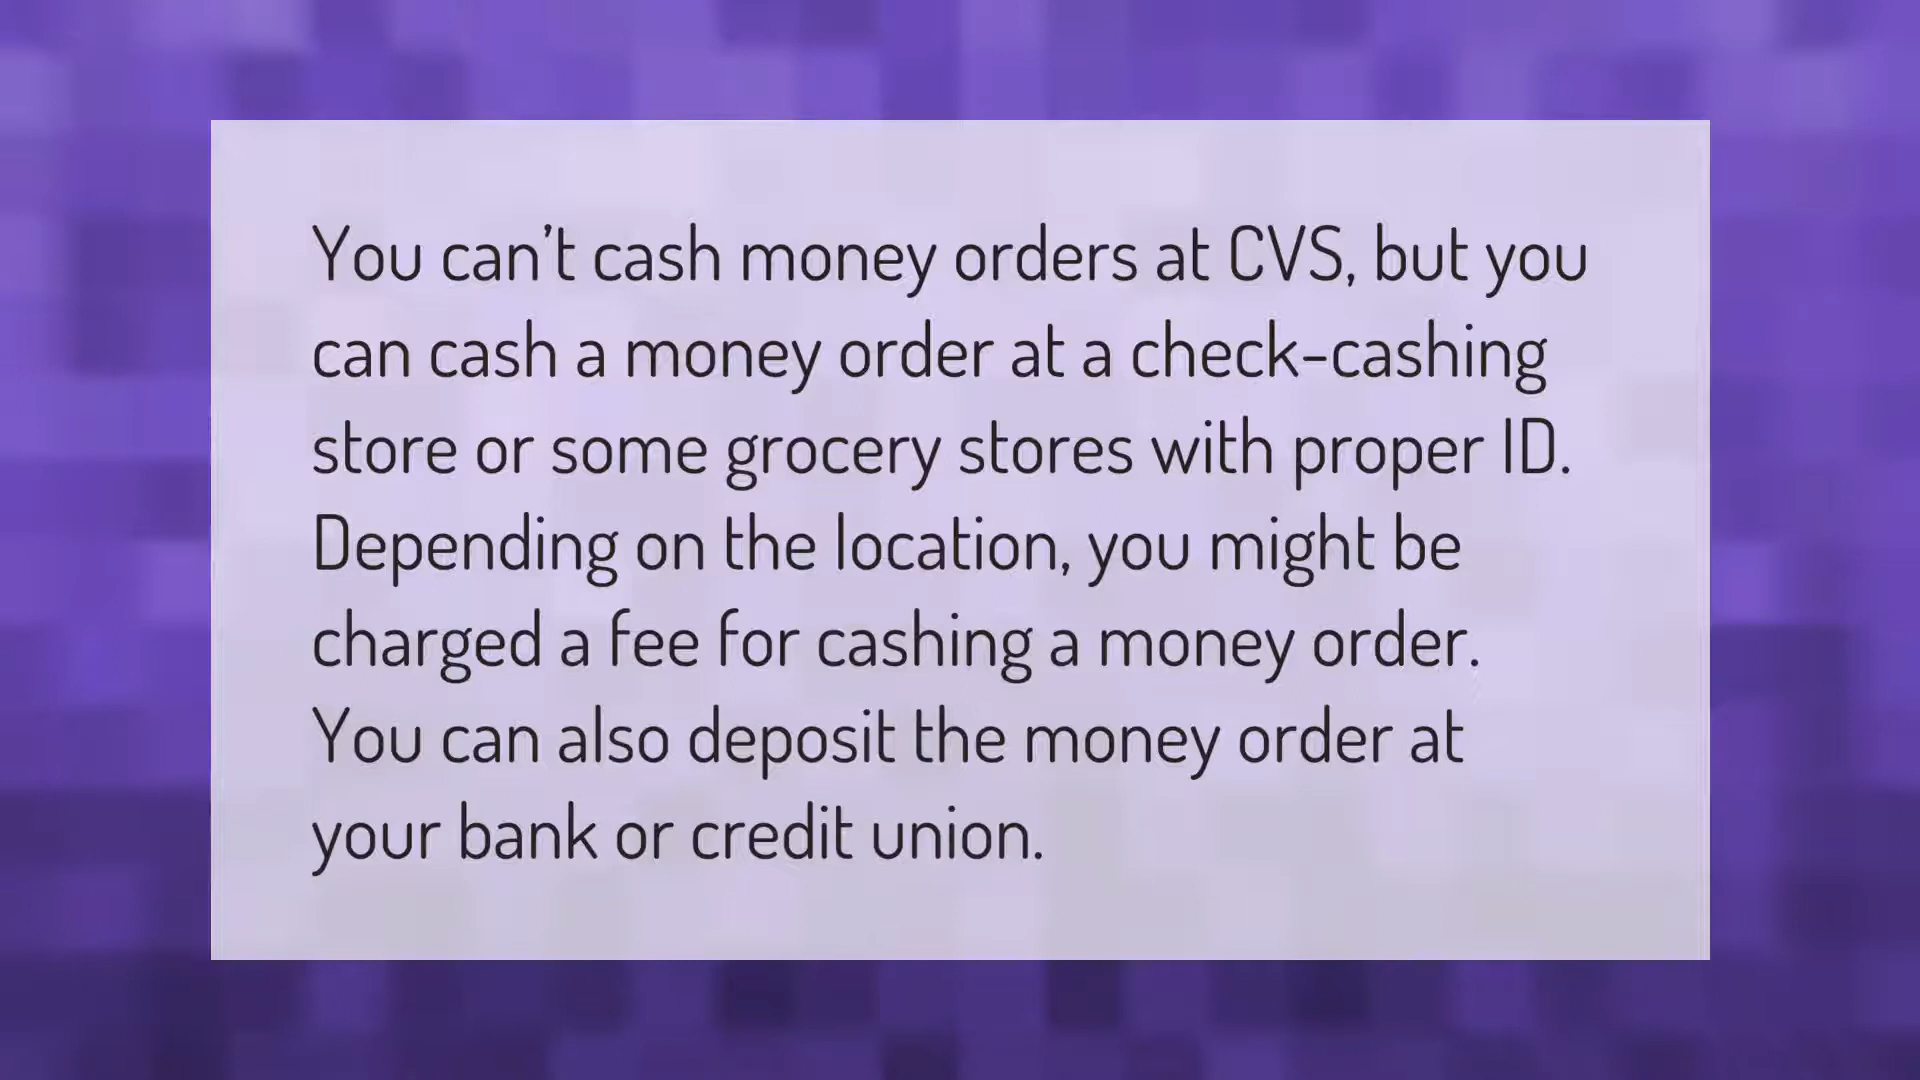 You can’t cash money orders at CVS, but you
can cash a money order at a check-cashing
store or some grocery stores with proper ID.
Depending on the location, you might be
charged a fee for cashing a money order.
You can also deposit the money order at
your bank or credit union.